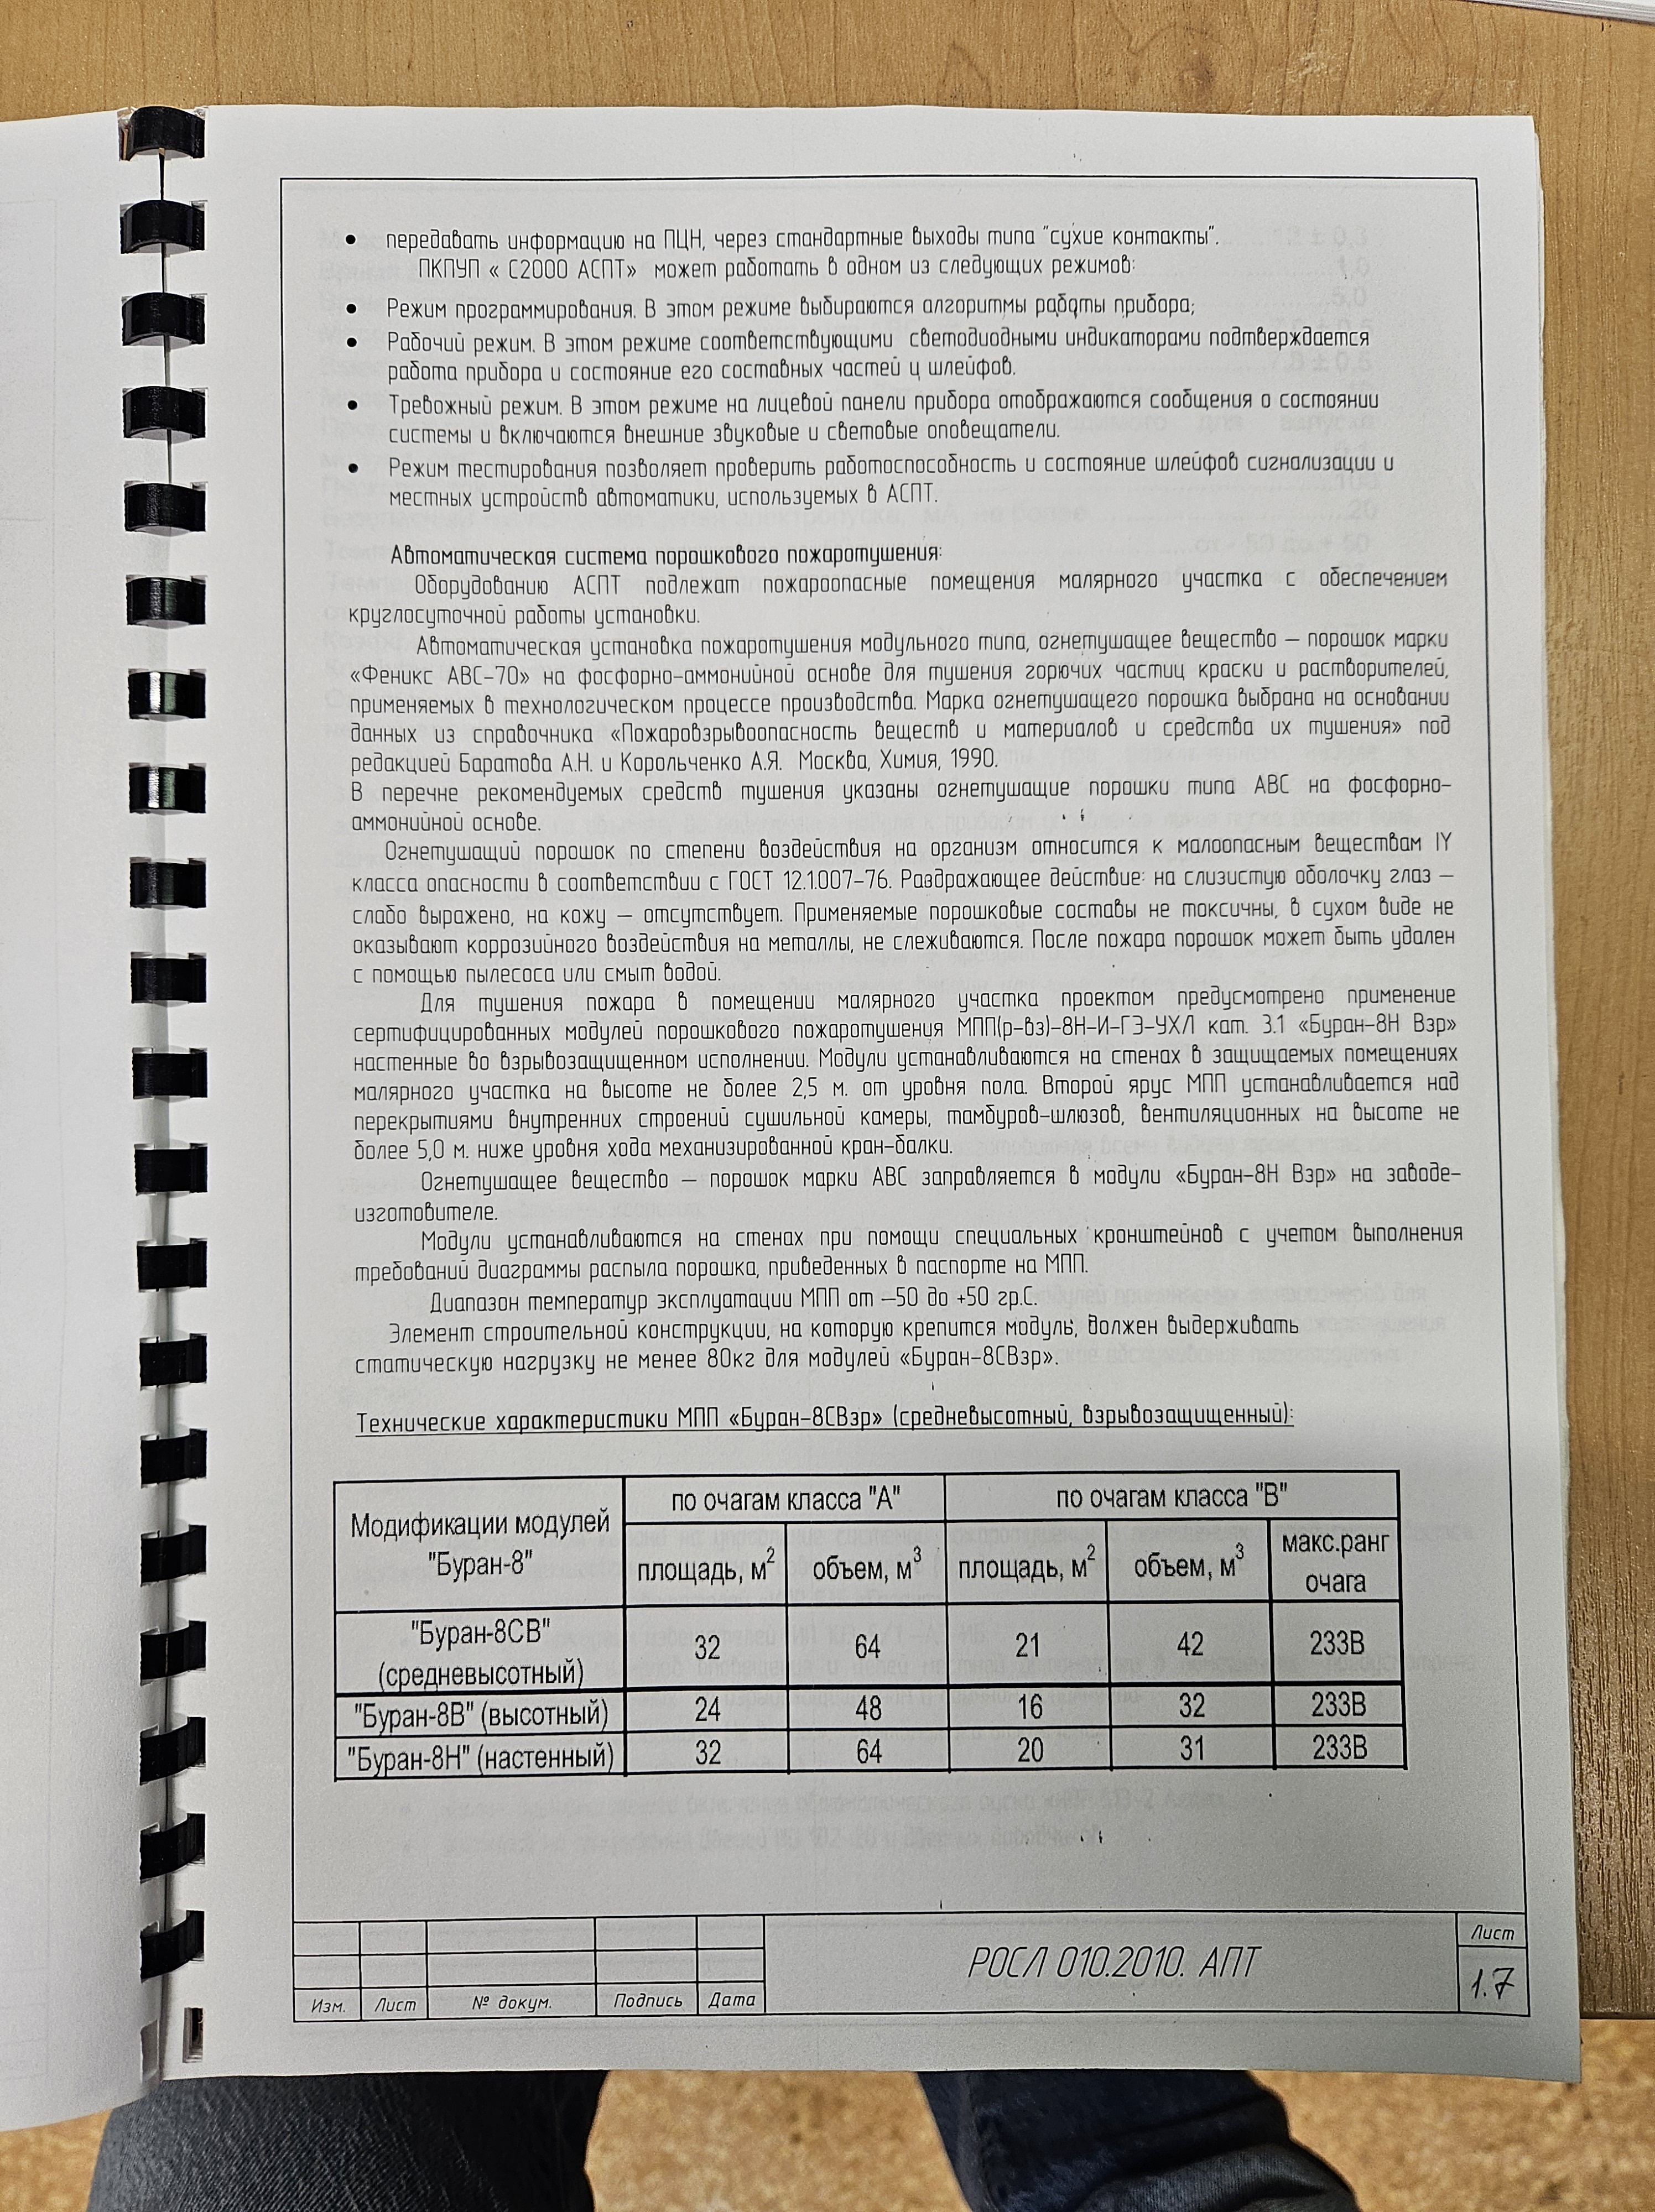 • передавать информацию на ПЦН, через стандартные выходы типа "сухие контакты".
ПКПУП « С2000 АСПТ» может работать в одном из следующих режимов:
• Режим программирования. В этом режиме выбираются алгоритмы работы прибора;
• Рабочий режим. В этом режиме соответствующими светодиодными индикаторами подтверждается
работа прибора и состояние его составных частей и шлейфов.
• Тревожный режим. В этом режиме на лицевой панели прибора отображаются сообщения о состоянии
системы и включаются внешние звуковые и световые оповещатели.
• Режим тестирования позволяет проверить работоспособность и состояние шлейфов сигнализации и
местных устройств автоматики, используемых в АСПТ.
Автоматическая система порошкового пожаротушения:
Оборудованию АСПТ подлежат пожароопасные помещения малярного участка с обеспечением
круглосуточной работы установки.
Автоматическая установка пожаротушения модульного типа, огнетушащее вещество – порошок марки
«Феникс АВС-70» на фосфорно-аммонийной основе для тушения горючих частиц краски и растворителей,
применяемых в технологическом процессе производства. Марка огнетушащего порошка выбрана на основании
данных из справочника «Пожаровзрывоопасность веществ и материалов и средства их тушения» под
редакцией Баратова А.Н. и Корольченко А.Я. Москва, Химия, 1990.
В перечне рекомендуемых средств тушения указаны огнетушащие порошки типа АВС на фосфорно-
аммонийной основе.
Огнетушащий порошок по степени воздействия на организм относится к малоопасным веществам IY
класса опасности в соответствии с ГОСТ 12.1.007-76. Раздражающее действие: на слизистую оболочку глаз –
слабо выражено, на кожу – отсутствует. Применяемые порошковые составы не токсичны, в сухом виде не
оказывают коррозийного воздействия на металлы, не слеживаются. После пожара порошок может быть удален
с помощью пылесоса или смыт водой.
Для тушения пожара в помещении малярного участка проектом предусмотрено применение
сертифицированных модулей порошкового пожаротушения МПП(р-вз)-8Н-И-ГЭ-УХЛ кат. 3.1 «Буран-8Н Взр»
настенные во взрывозащищенном исполнении. Модули устанавливаются на стенах в защищаемых помещениях
малярного участка на высоте не более 2,5 м. от уровня пола. Второй ярус МПП устанавливается над
перекрытиями внутренних строений сушильной камеры, тамбуров-шлюзов, вентиляционных на высоте не
более 5,0 м. ниже уровня хода механизированной кран-балки.
Огнетушащее вещество – порошок марки АВС заправляется в модули «Буран-8Н Взр» на заводе-
изготовителе.
Модули устанавливаются на стенах при помощи специальных кронштейнов с учетом выполнения
требований диаграммы распыла порошка, приведенных в паспорте на МПП.
Диапазон температур эксплуатации МПП от –50 до +50 гр.С.
Элемент строительной конструкции, на которую крепится модуль, должен выдерживать
статическую нагрузку не менее 80кг для модулей «Буран-8СВзр».
Технические характеристики МПП «Буран-8СВзр» (средневысотный, взрывозащищенный):
Модификации модулей "Буран-8" по очагам класса "А" по очагам класса "В"
площадь, м² объем, м³ площадь, м² объем, м³ макс.ранг очага
"Буран-8СВ" (средневысотный) 32 64 21 42 233В
"Буран-8В" (высотный) 24 48 16 32 233В
"Буран-8Н" (настенный) 32 64 20 31 233В
РОСЛ 010.2010. АПТ
Лист
1.7
Изм. Лист № докум. Подпись Дата